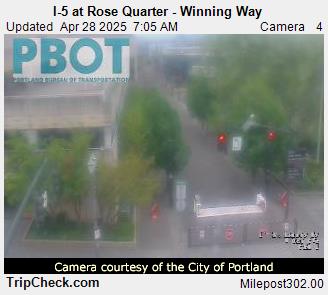 I-5 at Rose Quarter - Winning Way
Updated Apr 28 2025 7:05 AM Camera 4
PBOT
PORTLAND BUREAU OF TRANSPORTATION
Camera courtesy of the City of Portland
TripCheck.com Milepost302.00